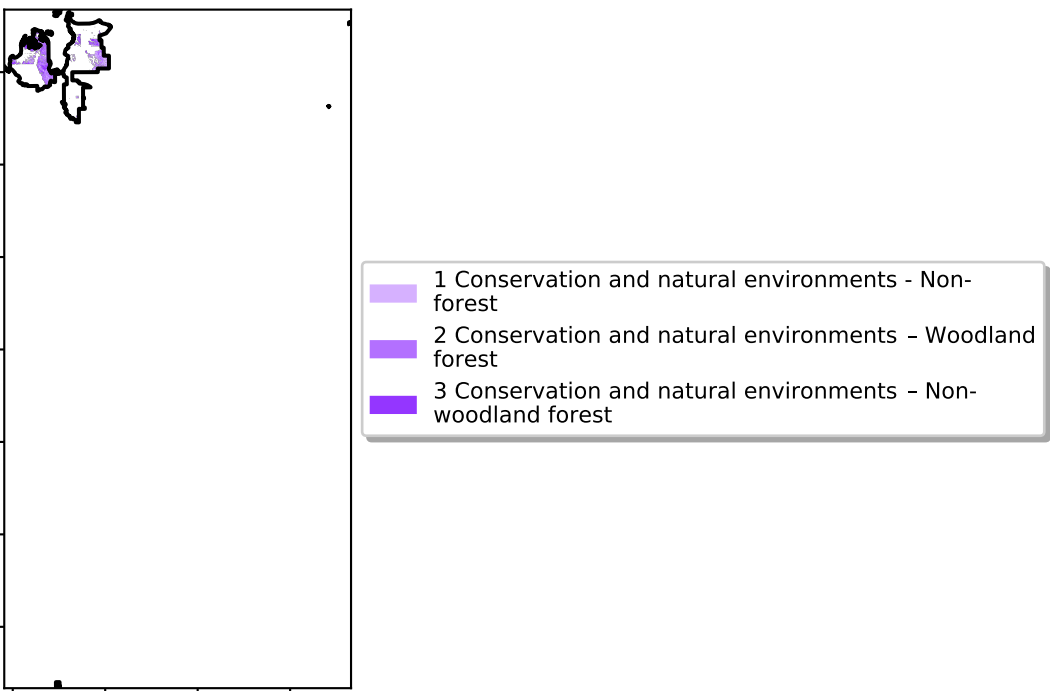 1 Conservation and natural environments - Non-
forest
2 Conservation and natural environments – Woodland
forest
3 Conservation and natural environments – Non-
woodland forest